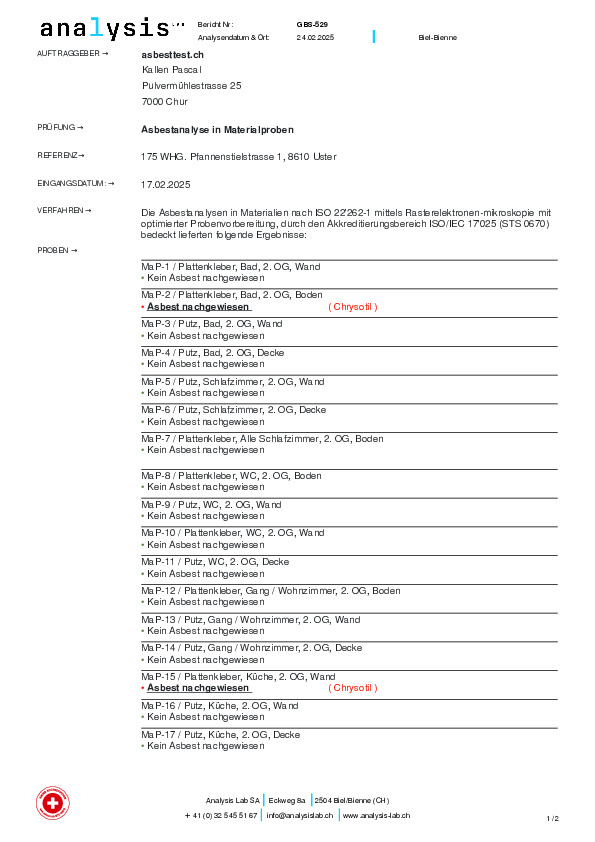 analysis
Bericht Nr: GBS-529
Analysendatum & Ort: 24.02.2025 Biel-Bienne
AUFTRAGGEBER → asbesttest.ch
Kallen Pascal
Pulvermühlestrasse 25
7000 Chur
PRÜFUNG → Asbestanalyse in Materialproben
REFERENZ→ 175 WHG. Pfannenstielstrasse 1, 8610 Uster
EINGANGSDATUM: → 17.02.2025
VERFAHREN → Die Asbestanalysen in Materialien nach ISO 22'262-1 mittels Rasterelektronen-mikroskopie mit
optimierter Probenvorbereitung, durch den Akkreditierungsbereich ISO/IEC 17'025 (STS 0670)
bedeckt lieferten folgende Ergebnisse:
PROBEN →
MaP-1 / Plattenkleber, Bad, 2. OG, Wand
• Kein Asbest nachgewiesen
MaP-2 / Plattenkleber, Bad, 2. OG, Boden
• Asbest nachgewiesen ( Chrysotil )
MaP-3 / Putz, Bad, 2. OG, Wand
• Kein Asbest nachgewiesen
MaP-4 / Putz, Bad, 2. OG, Decke
• Kein Asbest nachgewiesen
MaP-5 / Putz, Schlafzimmer, 2. OG, Wand
• Kein Asbest nachgewiesen
MaP-6 / Putz, Schlafzimmer, 2. OG, Decke
• Kein Asbest nachgewiesen
MaP-7 / Plattenkleber, Alle Schlafzimmer, 2. OG, Boden
• Kein Asbest nachgewiesen
MaP-8 / Plattenkleber, WC, 2. OG, Boden
• Kein Asbest nachgewiesen
MaP-9 / Putz, WC, 2. OG, Wand
• Kein Asbest nachgewiesen
MaP-10 / Plattenkleber, WC, 2. OG, Wand
• Kein Asbest nachgewiesen
MaP-11 / Putz, WC, 2. OG, Decke
• Kein Asbest nachgewiesen
MaP-12 / Plattenkleber, Gang / Wohnzimmer, 2. OG, Boden
• Kein Asbest nachgewiesen
MaP-13 / Putz, Gang / Wohnzimmer, 2. OG, Wand
• Kein Asbest nachgewiesen
MaP-14 / Putz, Gang / Wohnzimmer, 2. OG, Decke
• Kein Asbest nachgewiesen
MaP-15 / Plattenkleber, Küche, 2. OG, Wand
• Asbest nachgewiesen ( Chrysotil )
MaP-16 / Putz, Küche, 2. OG, Wand
• Kein Asbest nachgewiesen
MaP-17 / Putz, Küche, 2. OG, Decke
• Kein Asbest nachgewiesen
Analysis Lab SA | Eckweg 8a | 2504 Biel/Bienne (CH)
+ 41 (0) 32 545 51 67 | info@analysislab.ch | www.analysis-lab.ch
1 / 2